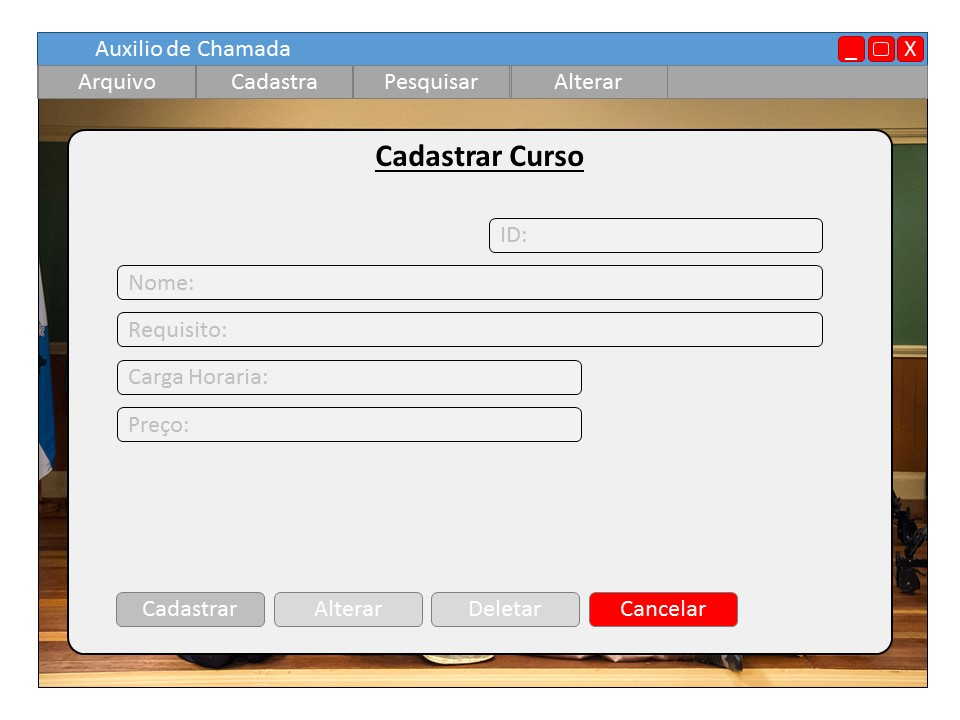 Auxilio de Chamada _ X
Arquivo Cadastra Pesquisar Alterar
Cadastrar Curso
ID:
Nome:
Requisito:
Carga Horaria:
Preço:
Cadastrar Alterar Deletar Cancelar